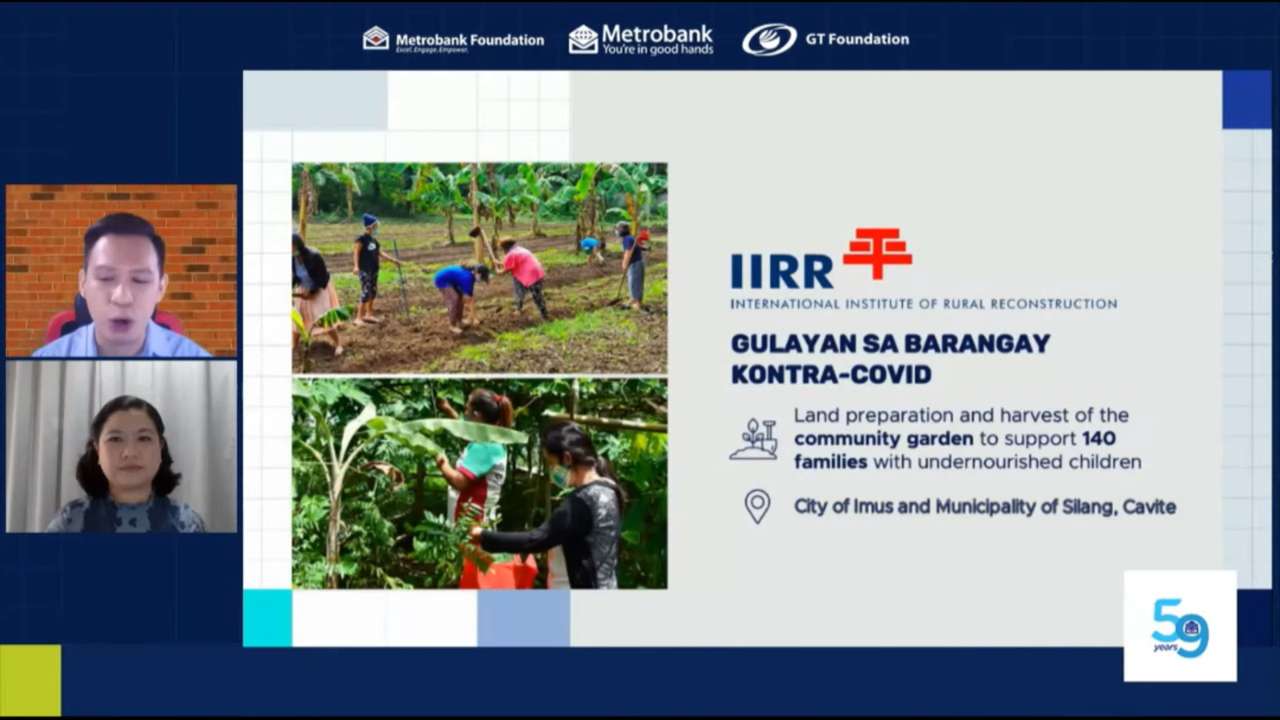 Metrobank Foundation
Excel. Engage. Empower.
Metrobank
You're in good hands
GT Foundation
IIRR
INTERNATIONAL INSTITUTE OF RURAL RECONSTRUCTION
GULAYAN SA BARANGAY
KONTRA-COVID
Land preparation and harvest of the
community garden to support 140
families with undernourished children
City of Imus and Municipality of Silang, Cavite
59
years